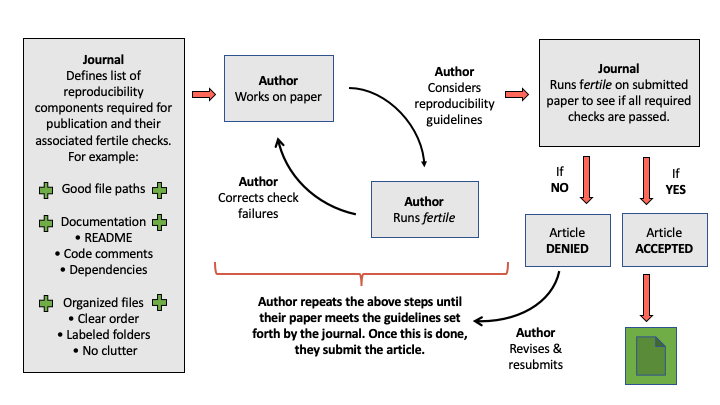 Journal
Defines list of
reproducibility
components required for
publication and their
associated fertile checks.
For example:
Good file paths
Documentation
• README
• Code comments
• Dependencies
Organized files
• Clear order
• Labeled folders
• No clutter
Author
Works on paper
Author
Corrects check
failures
Author
Runs fertile
Author
Considers
reproducibility
guidelines
Author repeats the above steps until
their paper meets the guidelines set
forth by the journal. Once this is done,
they submit the article.
Journal
Runs fertile on submitted
paper to see if all required
checks are passed.
If
NO
If
YES
Article
DENIED
Article
ACCEPTED
Author
Revises &
resubmits